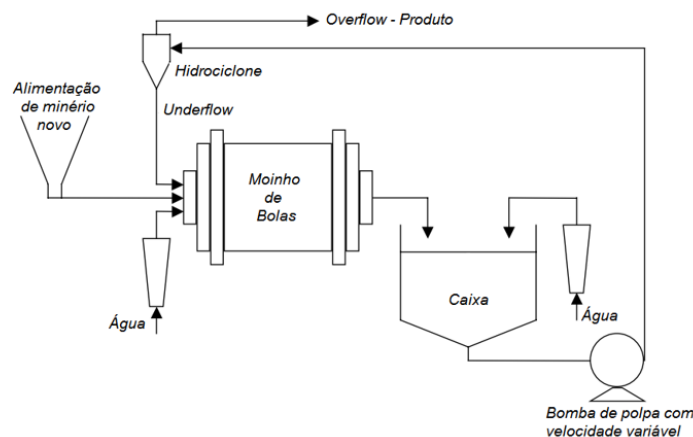 Overflow - Produto
Hidrociclone
Alimentação
de minério
novo
Underflow
Moinho
de
Bolas
Caixa
Água
Água
Bomba de polpa com
velocidade variável